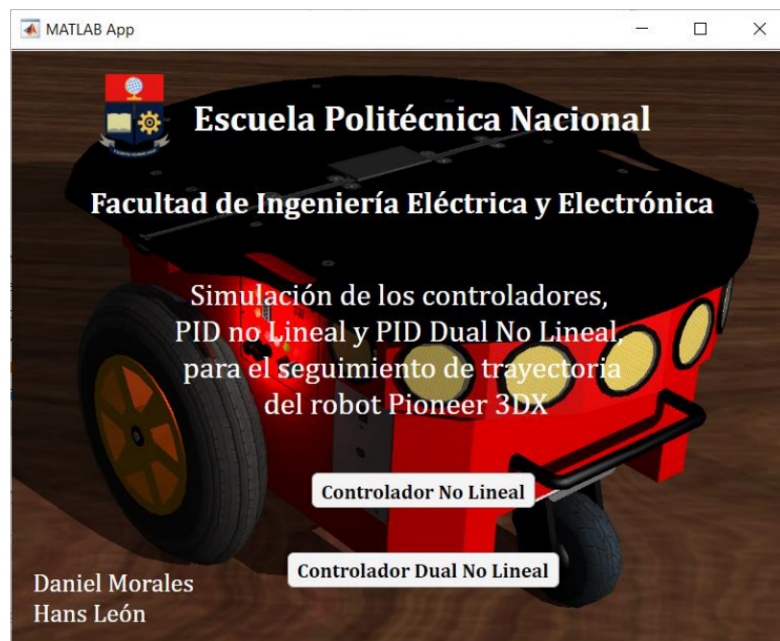 MATLAB App
Escuela Politécnica Nacional
Facultad de Ingeniería Eléctrica y Electrónica
Simulación de los controladores,
PID no Lineal y PID Dual No Lineal,
para el seguimiento de trayectoria
del robot Pioneer 3DX
Controlador No Lineal
Controlador Dual No Lineal
Daniel Morales
Hans León